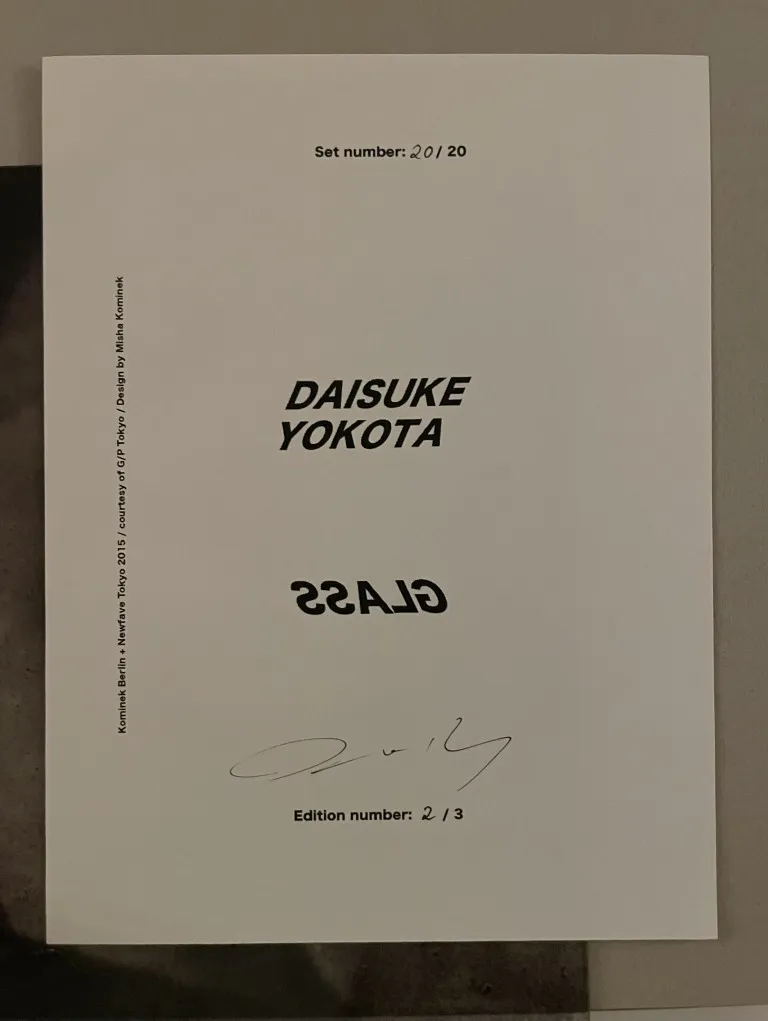 Set number: 20 / 20
Kominek Berlin + Newfave Tokyo 2015 / courtesy of G/P Tokyo / Design by Misha Kominek
DAISUKE
YOKOTA
GLASS
Edition number: 2 / 3